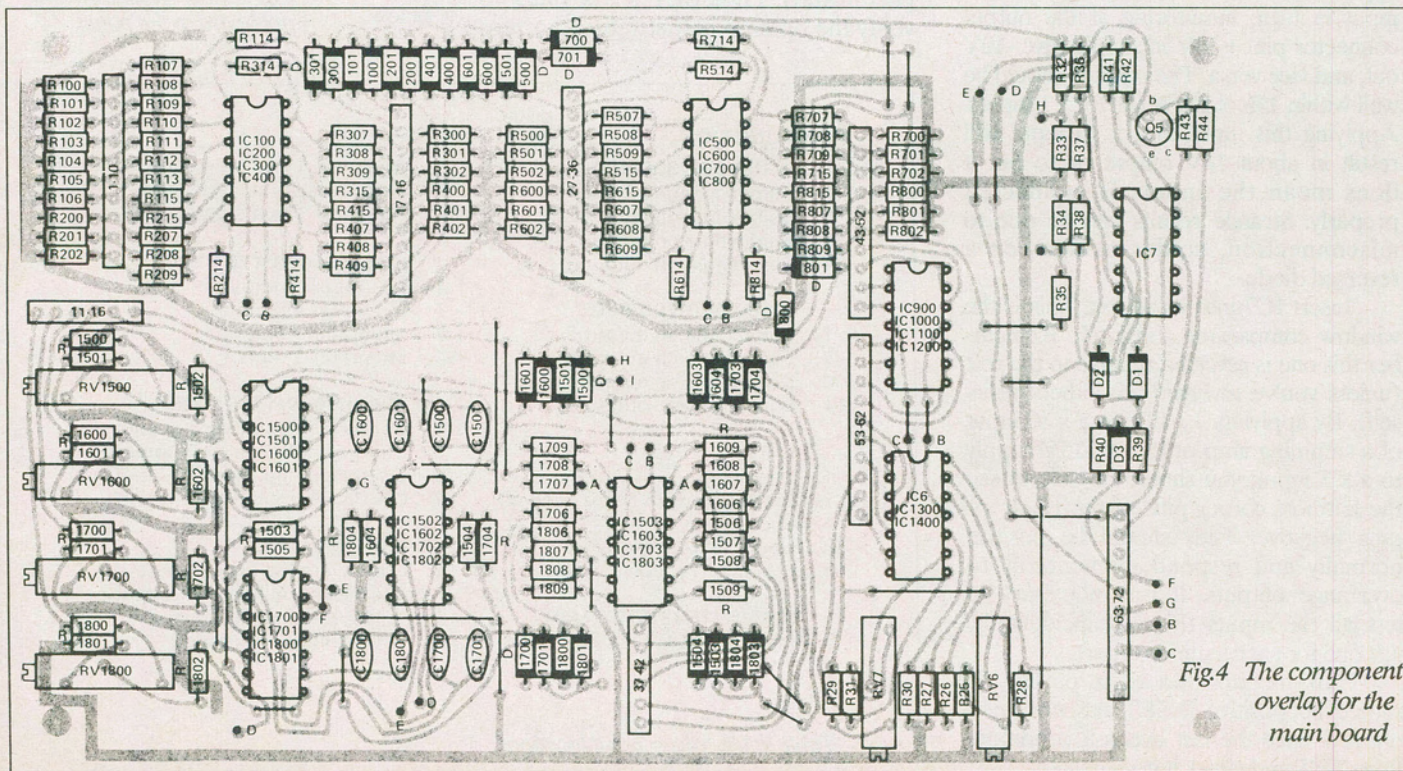 R114
R314
D
301
300
101
100
201
200
401
400
601
600
501
500
D
700
701
D
D
R714
R514
R100
R101
R102
R103
R104
R105
R106
R200
R201
R202
1-10
R107
R108
R109
R110
R111
R112
R113
R115
R215
R207
R208
R209
IC100
IC200
IC300
IC400
R214
R414
C
B
R307
R308
R309
R315
R415
R407
R408
R409
17-16
R300
R301
R302
R400
R401
R402
R500
R501
R502
R600
R601
R602
27-36
R507
R508
R509
R515
R615
R607
R608
R609
IC500
IC600
IC700
IC800
R614
R814
C
B
D
800
R707
R708
R709
R715
R815
R807
R808
R809
801
D
43-52
R700
R701
R702
R800
R801
R802
E
D
H
I
R32
R36
R41
R42
R33
R37
R34
R38
R35
b
Q5
e
c
R43
R44
IC7
D2
D1
R40
D3
R39
IC900
IC1000
IC1100
IC1200
C
B
53-62
IC6
IC1300
IC1400
11-16
R
1500
1501
RV1500
R
1502
R
1600
1601
RV1600
R
1602
R
1700
1701
RV1700
R
1702
R
1800
1801
RV1800
R
1802
IC1500
IC1501
IC1600
IC1601
R
1503
1505
IC1700
IC1701
IC1800
IC1801
D
E
F
G
C1600
C1601
C1500
C1501
R
1804
1604
IC1502
IC1602
IC1702
IC1802
1504
1704
R
C1800
C1801
C1700
C1701
E
D
1601
1600
1501
1500
D
H
I
1709
1708
1707
A
1706
1806
1807
1808
1809
D
1700
1701
1800
1801
C
B
A
IC1503
IC1603
IC1703
IC1803
37-42
1603
1604
1703
1704
R
1609
1608
1607
1606
1506
1507
1508
1509
R
1504
1503
1804
1803
R29
R31
RV7
R30
R27
R26
R25
RV6
R28
63-72
F
G
B
C
Fig.4 The component
overlay for the
main board